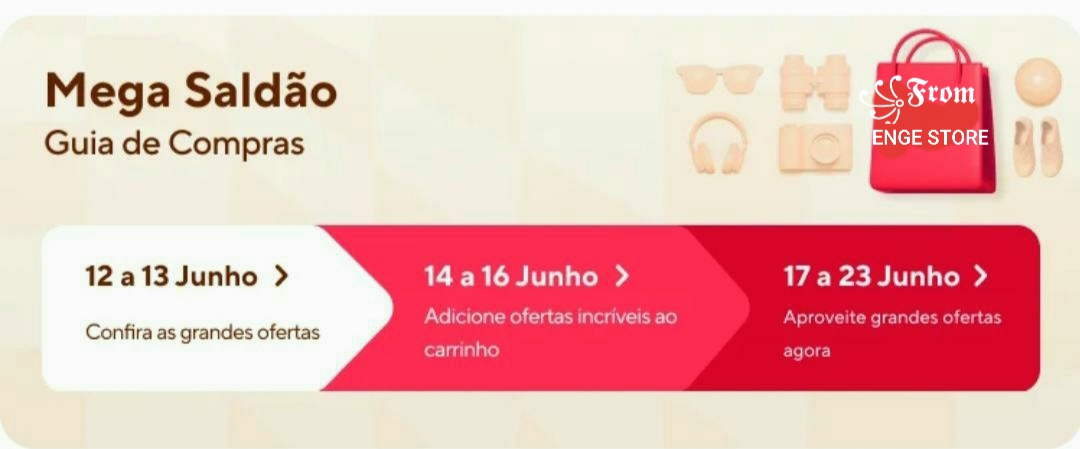 Mega Saldão
Guia de Compras
From
ENGE STORE
12 a 13 Junho
Confira as grandes ofertas
14 a 16 Junho
Adicione ofertas incríveis ao
carrinho
17 a 23 Junho
Aproveite grandes ofertas
agora